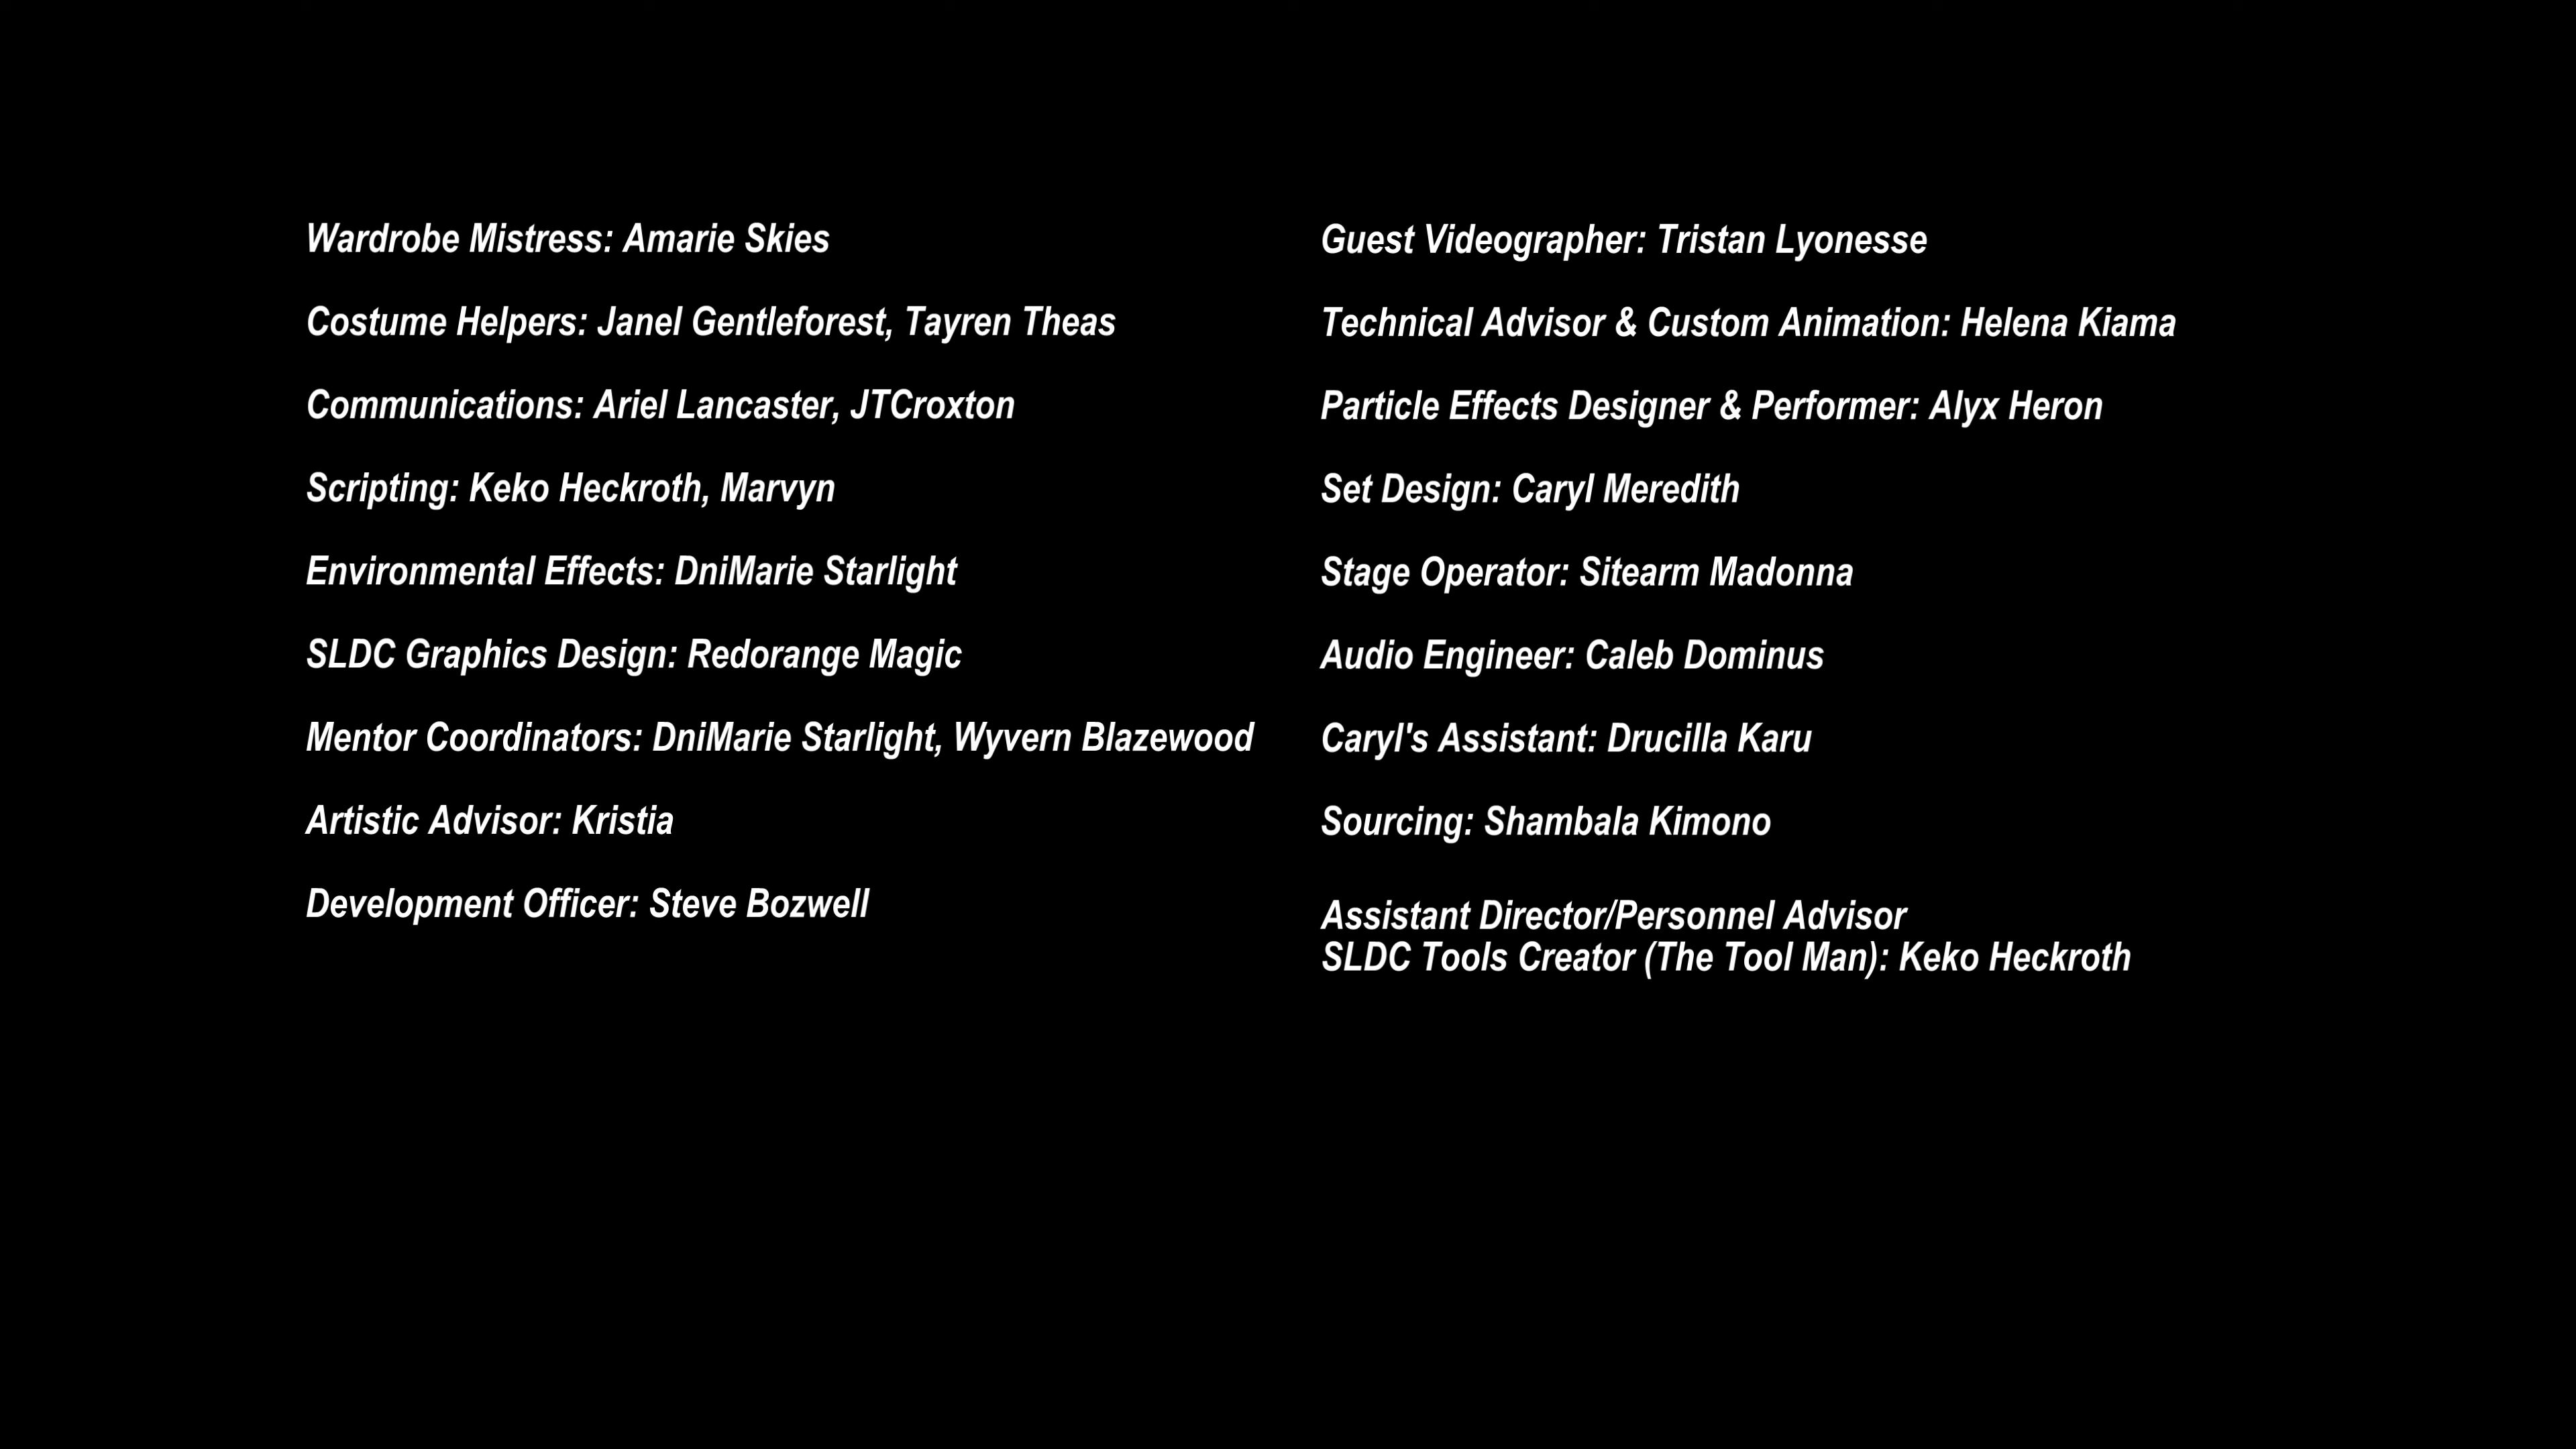 Wardrobe Mistress: Amarie Skies
Costume Helpers: Janel Gentleforest, Tayren Theas
Communications: Ariel Lancaster, JTCroxton
Scripting: Keko Heckroth, Marvyn
Environmental Effects: DniMarie Starlight
SLDC Graphics Design: Redorange Magic
Mentor Coordinators: DniMarie Starlight, Wyvern Blazewood
Artistic Advisor: Kristia
Development Officer: Steve Bozwell
Guest Videographer: Tristan Lyonesse
Technical Advisor & Custom Animation: Helena Kiama
Particle Effects Designer & Performer: Alyx Heron
Set Design: Caryl Meredith
Stage Operator: Sitearm Madonna
Audio Engineer: Caleb Dominus
Caryl's Assistant: Drucilla Karu
Sourcing: Shambala Kimono
Assistant Director/Personnel Advisor
SLDC Tools Creator (The Tool Man): Keko Heckroth